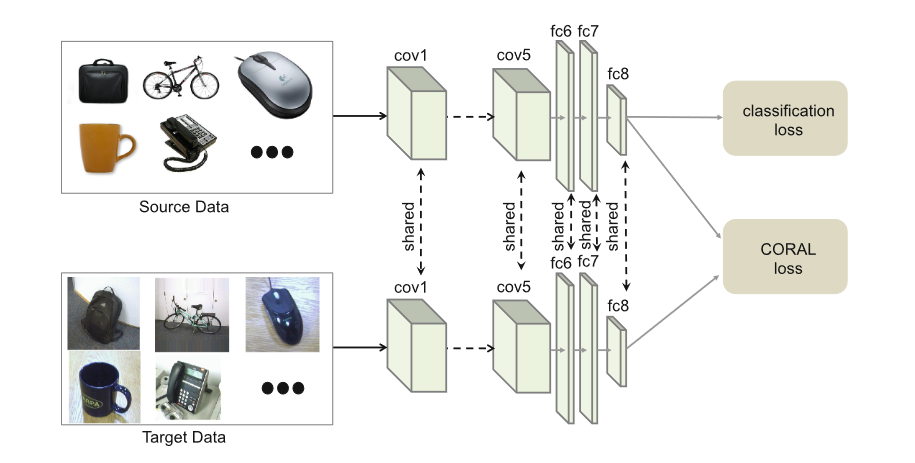 cov1
cov5
fc6
fc7
fc8
classification
loss
Source Data
shared
shared
shared
shared
shared
CORAL
loss
cov1
cov5
fc6
fc7
fc8
Target Data